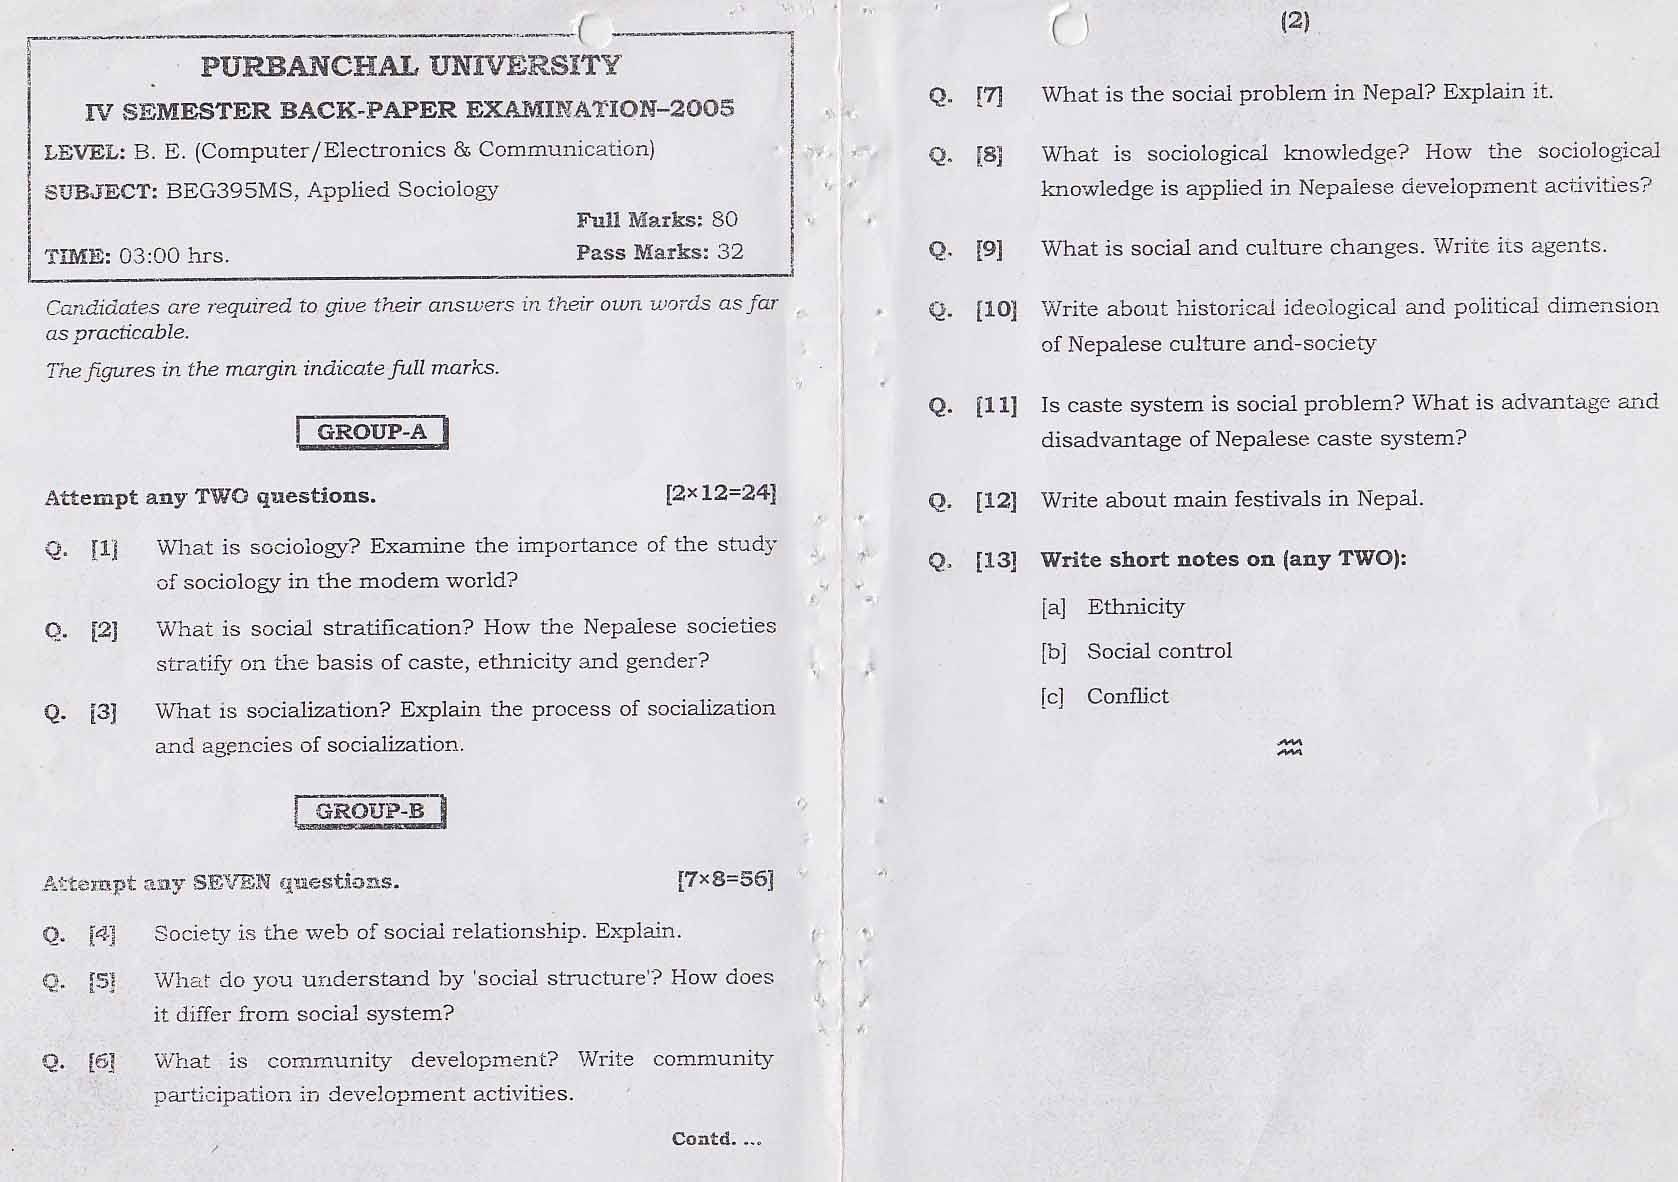 PURBANCHAL UNIVERSITY
IV SEMESTER BACK-PAPER EXAMINATION–2005
LEVEL: B. E. (Computer/Electronics & Communication)
SUBJECT: BEG395MS, Applied Sociology
Full Marks: 80
TIME: 03:00 hrs. Pass Marks: 32
Candidates are required to give their answers in their own words as far
as practicable.
The figures in the margin indicate full marks.
GROUP-A
Attempt any TWO questions. [2×12=24]
Q. [1] What is sociology? Examine the importance of the study
of sociology in the modem world?
Q. [2] What is social stratification? How the Nepalese societies
stratify on the basis of caste, ethnicity and gender?
Q. [3] What is socialization? Explain the process of socialization
and agencies of socialization.
GROUP-B
Attempt any SEVEN questions. [7×8=56]
Q. [4] Society is the web of social relationship. Explain.
Q. [5] What do you understand by 'social structure'? How does
it differ from social system?
Q. [6] What is community development? Write community
participation in development activities.
Contd. ...
(2)
Q. [7] What is the social problem in Nepal? Explain it.
Q. [8] What is sociological knowledge? How the sociological
knowledge is applied in Nepalese development activities?
Q. [9] What is social and culture changes. Write its agents.
Q. [10] Write about historical ideological and political dimension
of Nepalese culture and-society
Q. [11] Is caste system is social problem? What is advantage and
disadvantage of Nepalese caste system?
Q. [12] Write about main festivals in Nepal.
Q. [13] Write short notes on (any TWO):
[a] Ethnicity
[b] Social control
[c] Conflict